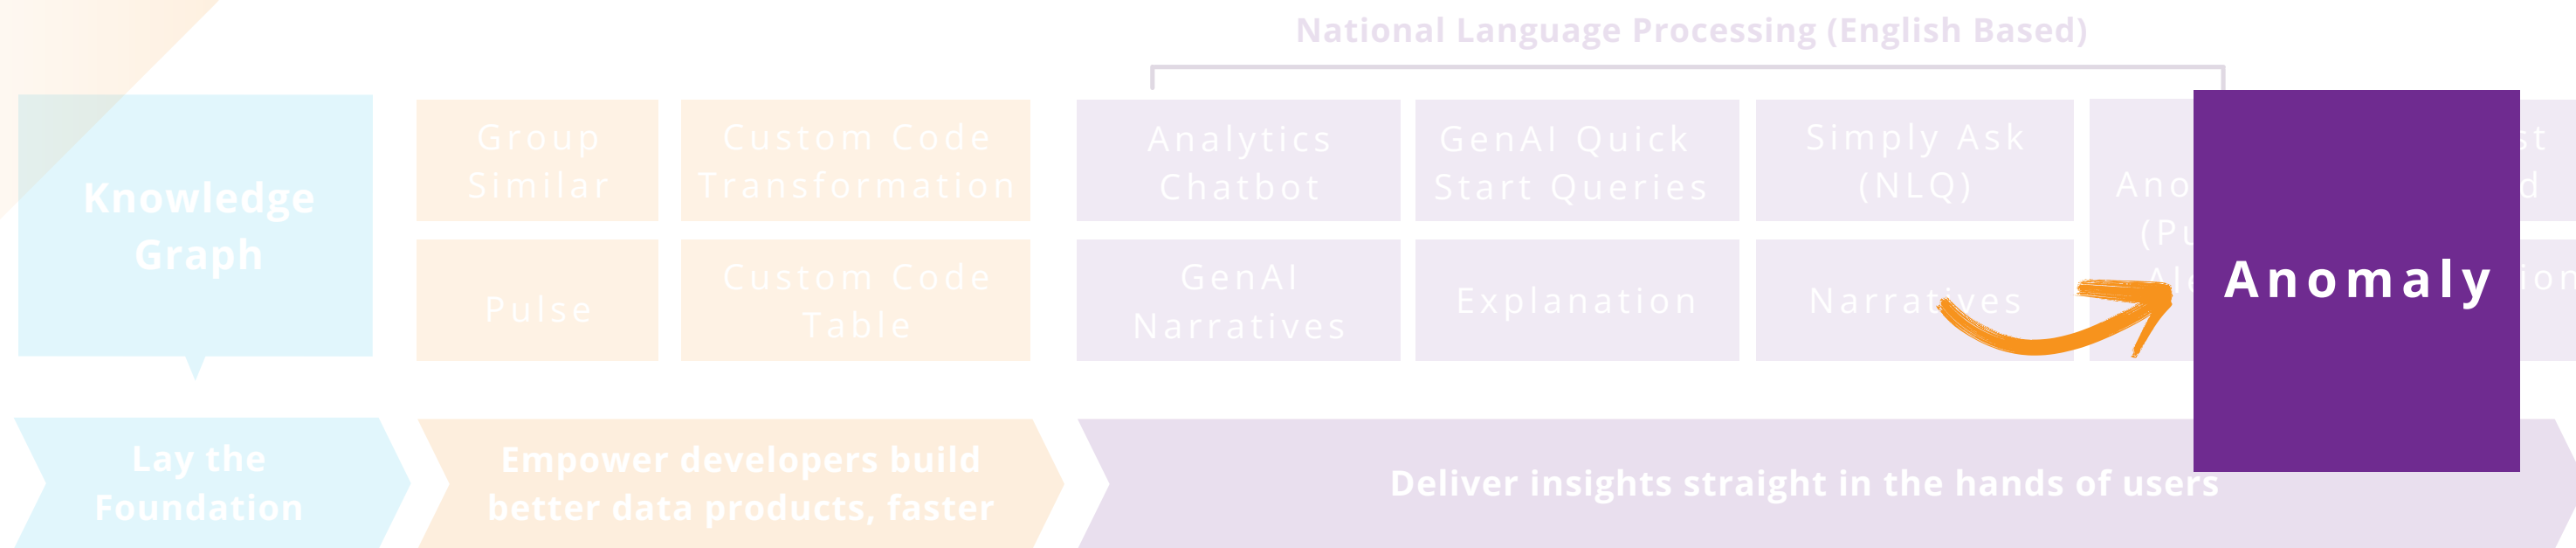 National Language Processing (English Based)
Knowledge
Graph
Group
Similar
Custom Code
Transformation
Pulse
Custom Code
Table
Analytics
Chatbot
GenAI Quick
Start Queries
Simply Ask
(NLQ)
GenAI
Narratives
Explanation
Narratives
Anomaly
Lay the
Foundation
Empower developers build
better data products, faster
Deliver insights straight in the hands of users